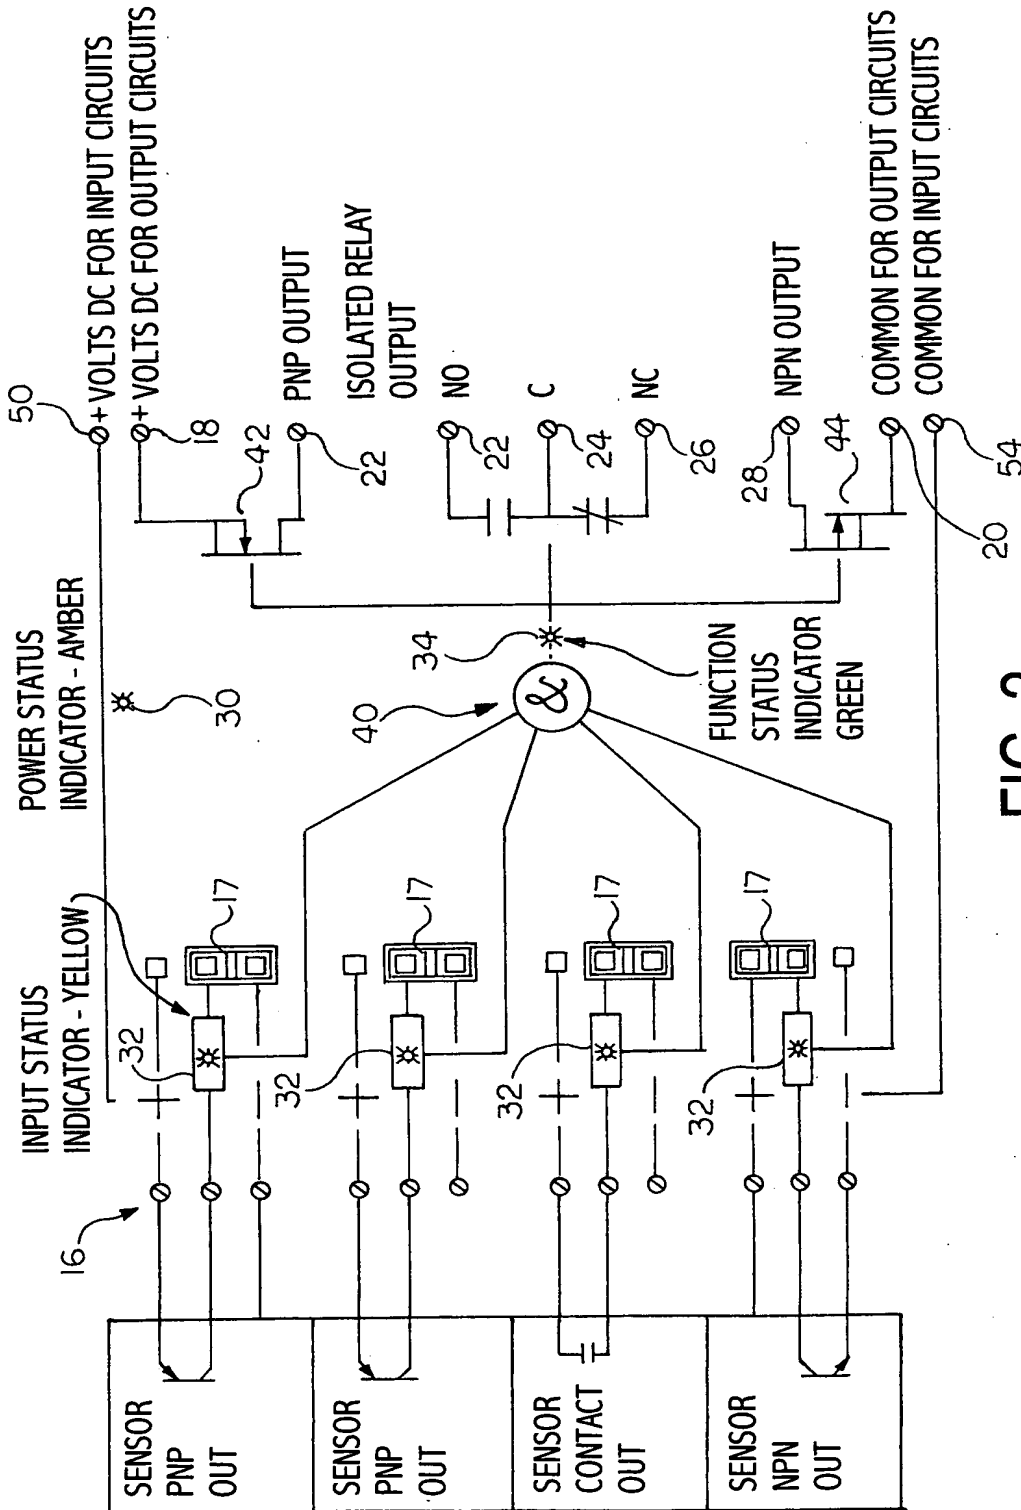 INPUT STATUS
INDICATOR - YELLOW
POWER STATUS
INDICATOR - AMBER
30
50
+ VOLTS DC FOR INPUT CIRCUITS
+ VOLTS DC FOR OUTPUT CIRCUITS
18
42
PNP OUTPUT
22
16
SENSOR
PNP
OUT
32
17
SENSOR
PNP
OUT
32
17
SENSOR
CONTACT
OUT
32
17
SENSOR
NPN
OUT
32
17
40
&
34
FUNCTION
STATUS
INDICATOR
GREEN
ISOLATED RELAY
OUTPUT
NO
22
C
24
NC
26
NPN OUTPUT
28
44
COMMON FOR OUTPUT CIRCUITS
20
COMMON FOR INPUT CIRCUITS
54
FIG